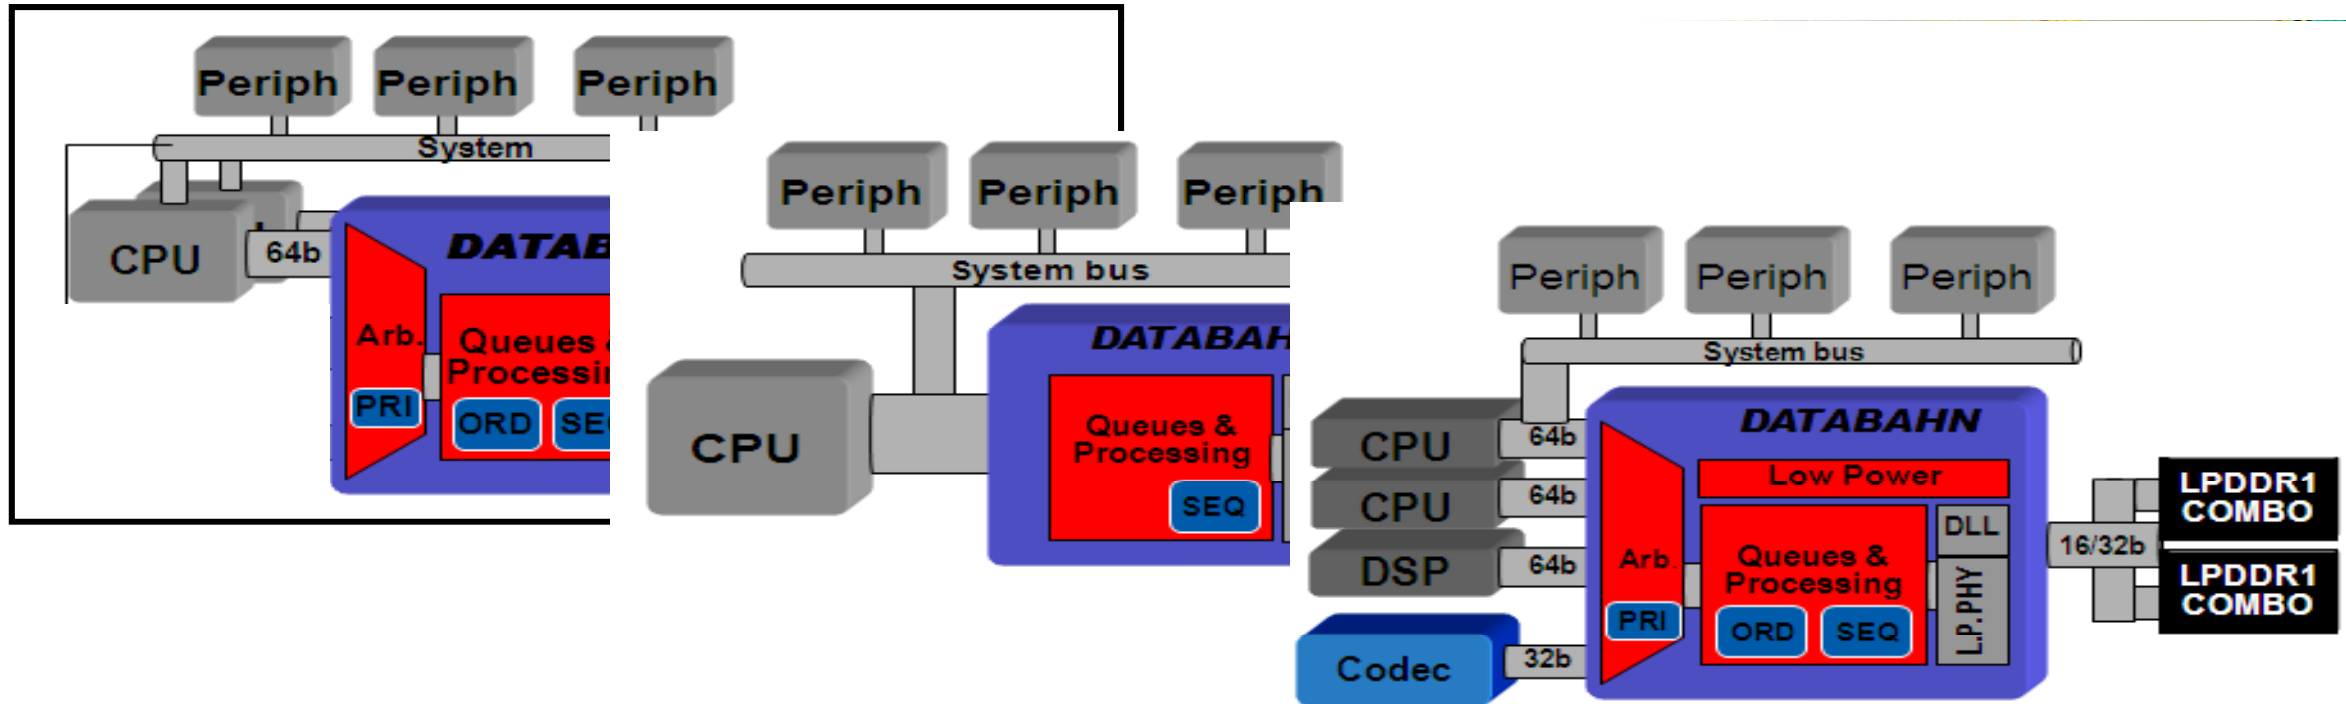 Periph Periph Periph
System
CPU
64b
DATAB
Arb.
Queues
Processi
PRI
ORD
SE
Periph Periph Periph
System bus
DATABAH
CPU
Queues &
Processing
SEQ
Periph Periph Periph
System bus
DATABAHN
CPU
64b
Low Power
CPU
64b
DSP
64b
Arb.
Queues &
Processing
DLL
L.P.PHY
PRI
ORD
SEQ
Codec
32b
16/32b
LPDDR1
COMBO
LPDDR1
COMBO